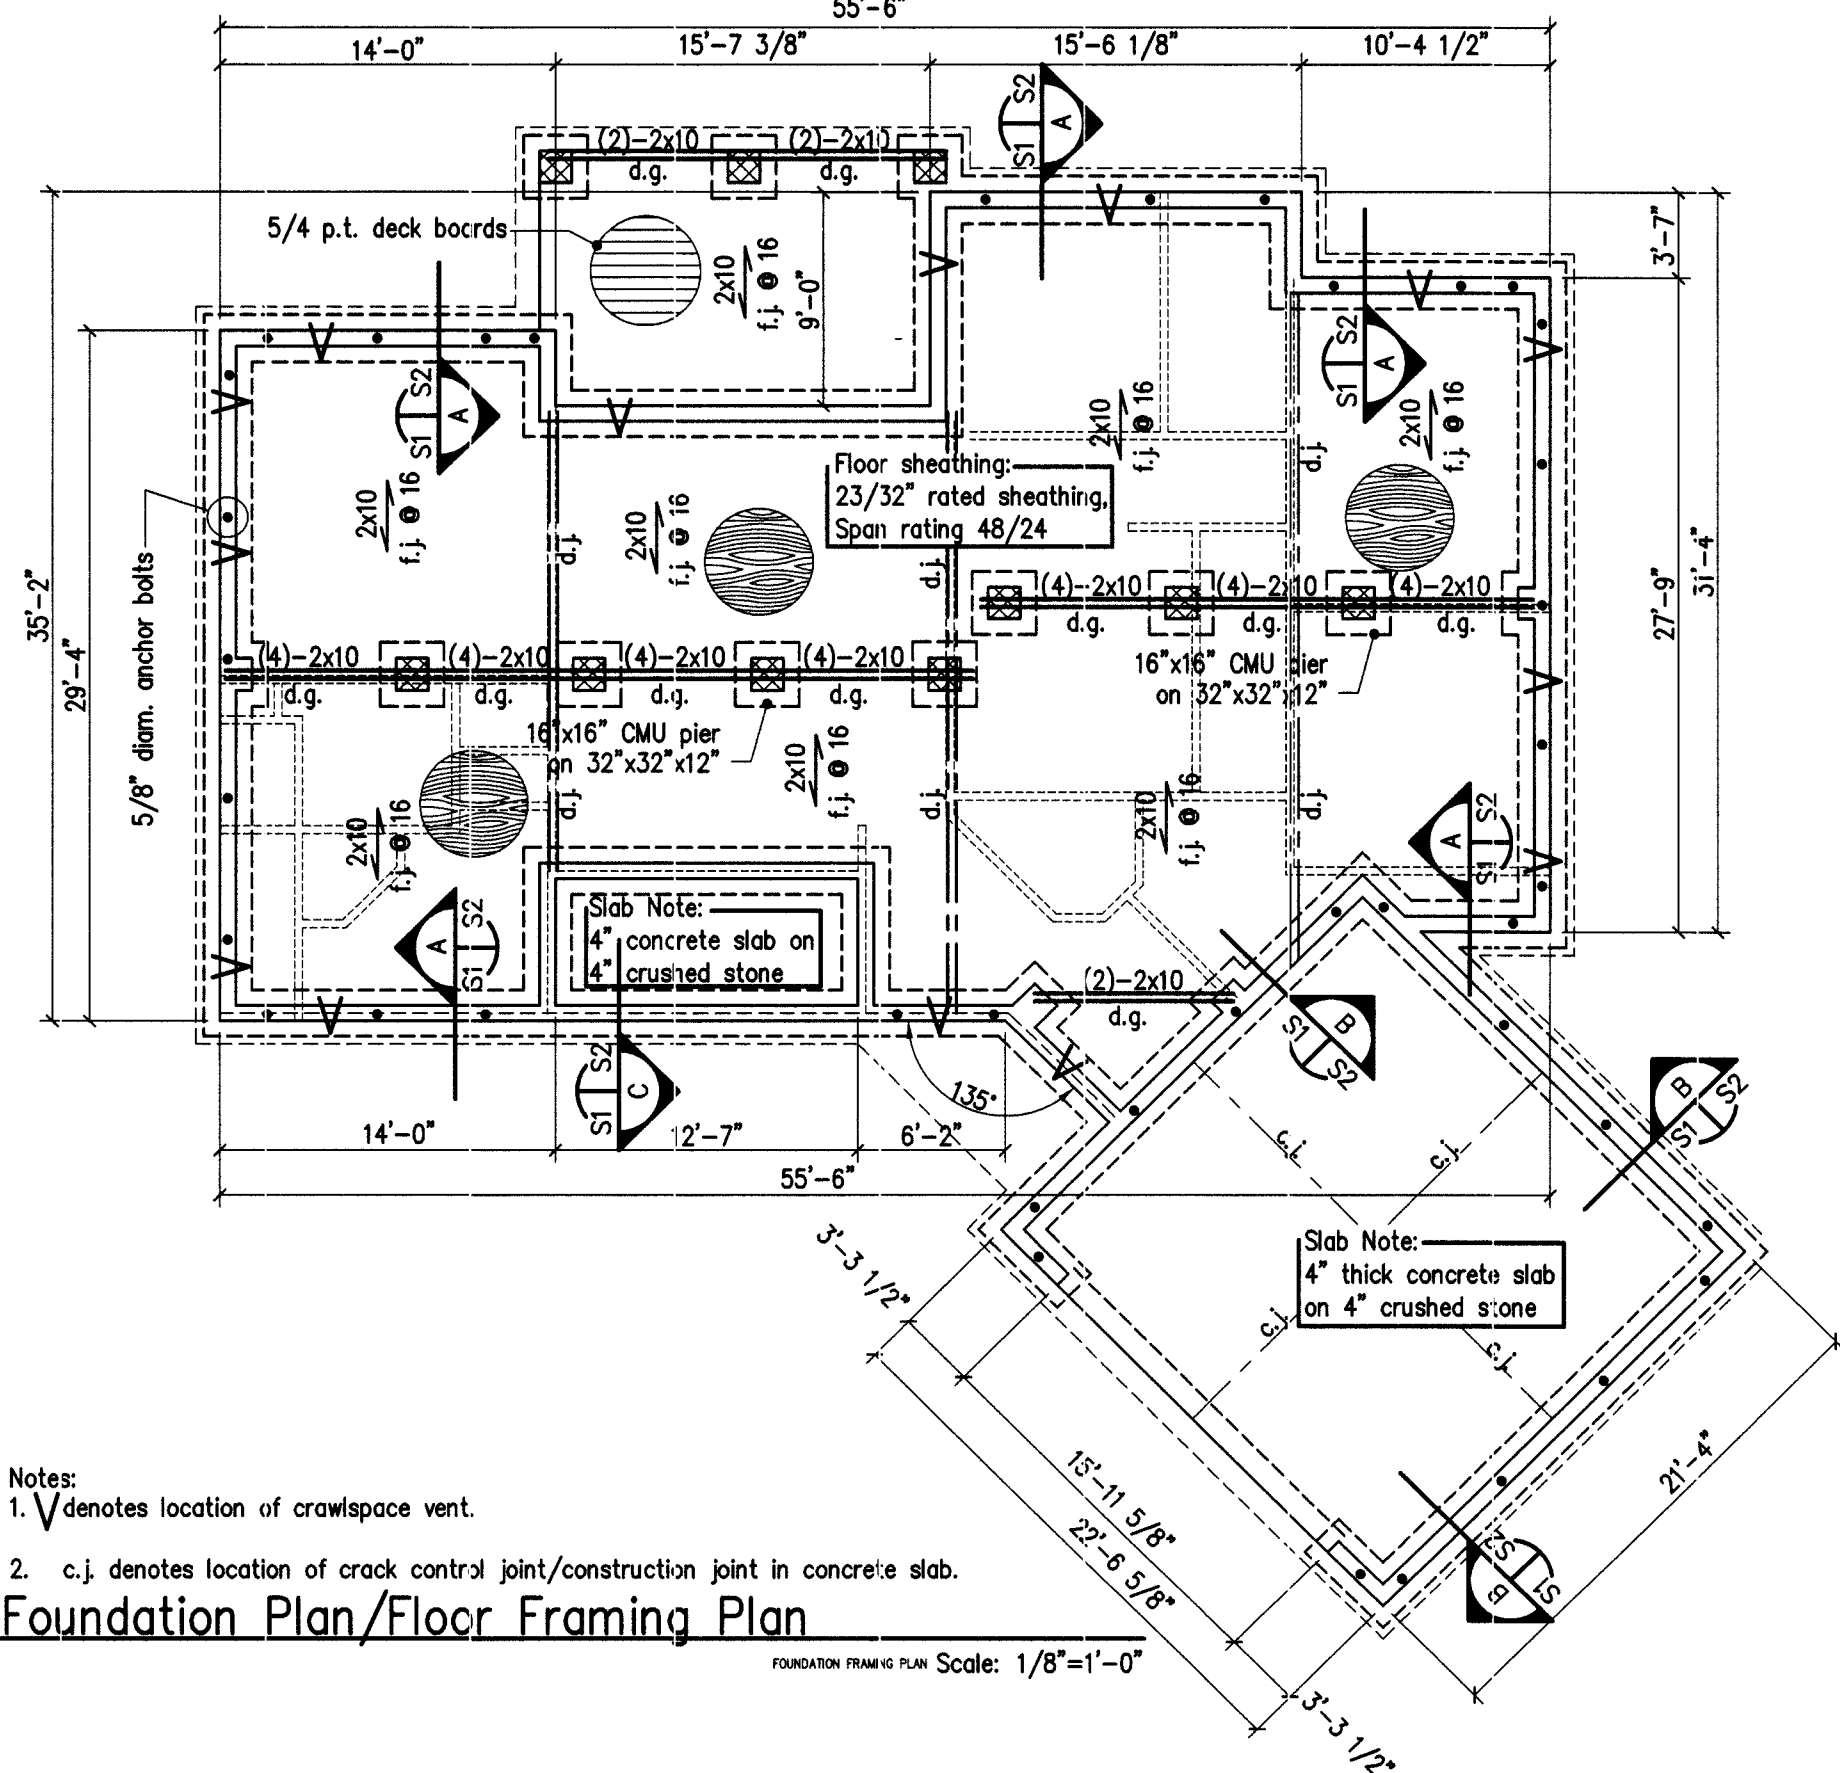 55'-6"
14'-0"
15'-7 3/8"
15'-6 1/8"
10'-4 1/2"
S2
S1
A
(2)-2x10
(2)-2x10
d.g.
d.g.
5/4 p.t. deck boards
2x10
f.j. @ 16
9'-0"
3'-7"
S2
S1
A
S2
S1
A
2x10
f.j. @ 16
2x10
f.j. @ 16
d.j.
Floor sheathing:
23/32" rated sheathing,
Span rating 48/24
2x10
f.j. @ 16
2x10
f.j. @ 16
d.j.
d.j.
35'-2"
29'-4"
5/8" diam. anchor bolts
27'-9"
31'-4"
(4)-2x10
(4)-2x10
(4)-2x10
d.g.
d.g.
d.g.
(4)-2x10
(4)-2x10
(4)-2x10
(4)-2x10
d.g.
d.g.
d.g.
d.g.
16"x16" CMU pier
on 32"x32"x12"
16"x16" CMU pier
on 32"x32"x12"
2x10
f.j. @ 16
2x10
f.j. @ 16
2x10
f.j. @ 16
d.j.
d.j.
d.j.
S2
S1
A
S2
S1
A
Slab Note:
4" concrete slab on
4" crushed stone
(2)-2x10
d.g.
S1
S2
B
S2
S1
C
135°
B
S1
S2
14'-0"
12'-7"
6'-2"
55'-6"
c.j.
c.j.
3'-3 1/2"
Slab Note:
4" thick concrete slab
on 4" crushed stone
c.j.
c.j.
15'-11 5/8"
22'-6 5/8"
21'-4"
3'-3 1/2"
S2
S1
B
Notes:
1. V denotes location of crawlspace vent.
2. c.j. denotes location of crack control joint/construction joint in concrete slab.
Foundation Plan/Floor Framing Plan
FOUNDATION FRAMING PLAN Scale: 1/8"=1'-0"